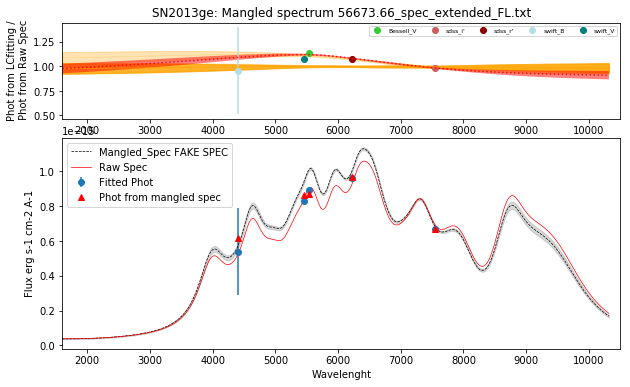 SN2013ge: Mangled spectrum 56673.66_spec_extended_FL.txt
Phot from LCfitting /
Phot from Raw Spec
1.25
1.00
0.75
0.50
Bessell_V
sdss_i'
sdss_r'
swift_B
swift_V
2000 3000 4000 5000 6000 7000 8000 9000 10000
1e−15
Flux erg s-1 cm-2 A-1
1.0
0.8
0.6
0.4
0.2
0.0
Mangled_Spec FAKE SPEC
Raw Spec
Fitted Phot
Phot from mangled spec
2000 3000 4000 5000 6000 7000 8000 9000 10000
Wavelenght